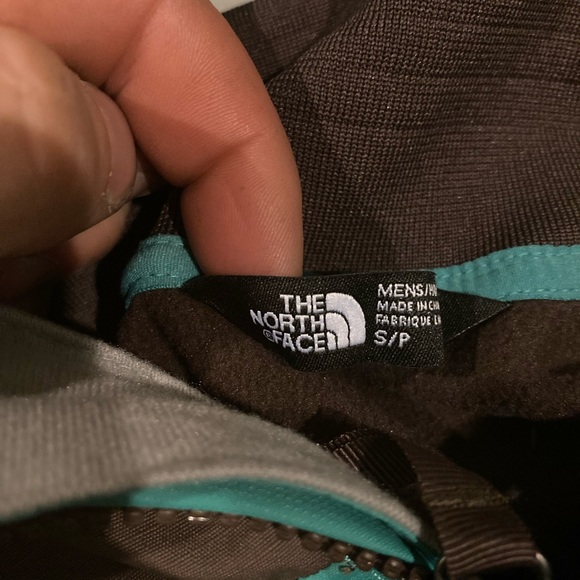 THE
NORTH
FACE
MENS/
MADE IN
FABRIQUE
S/P